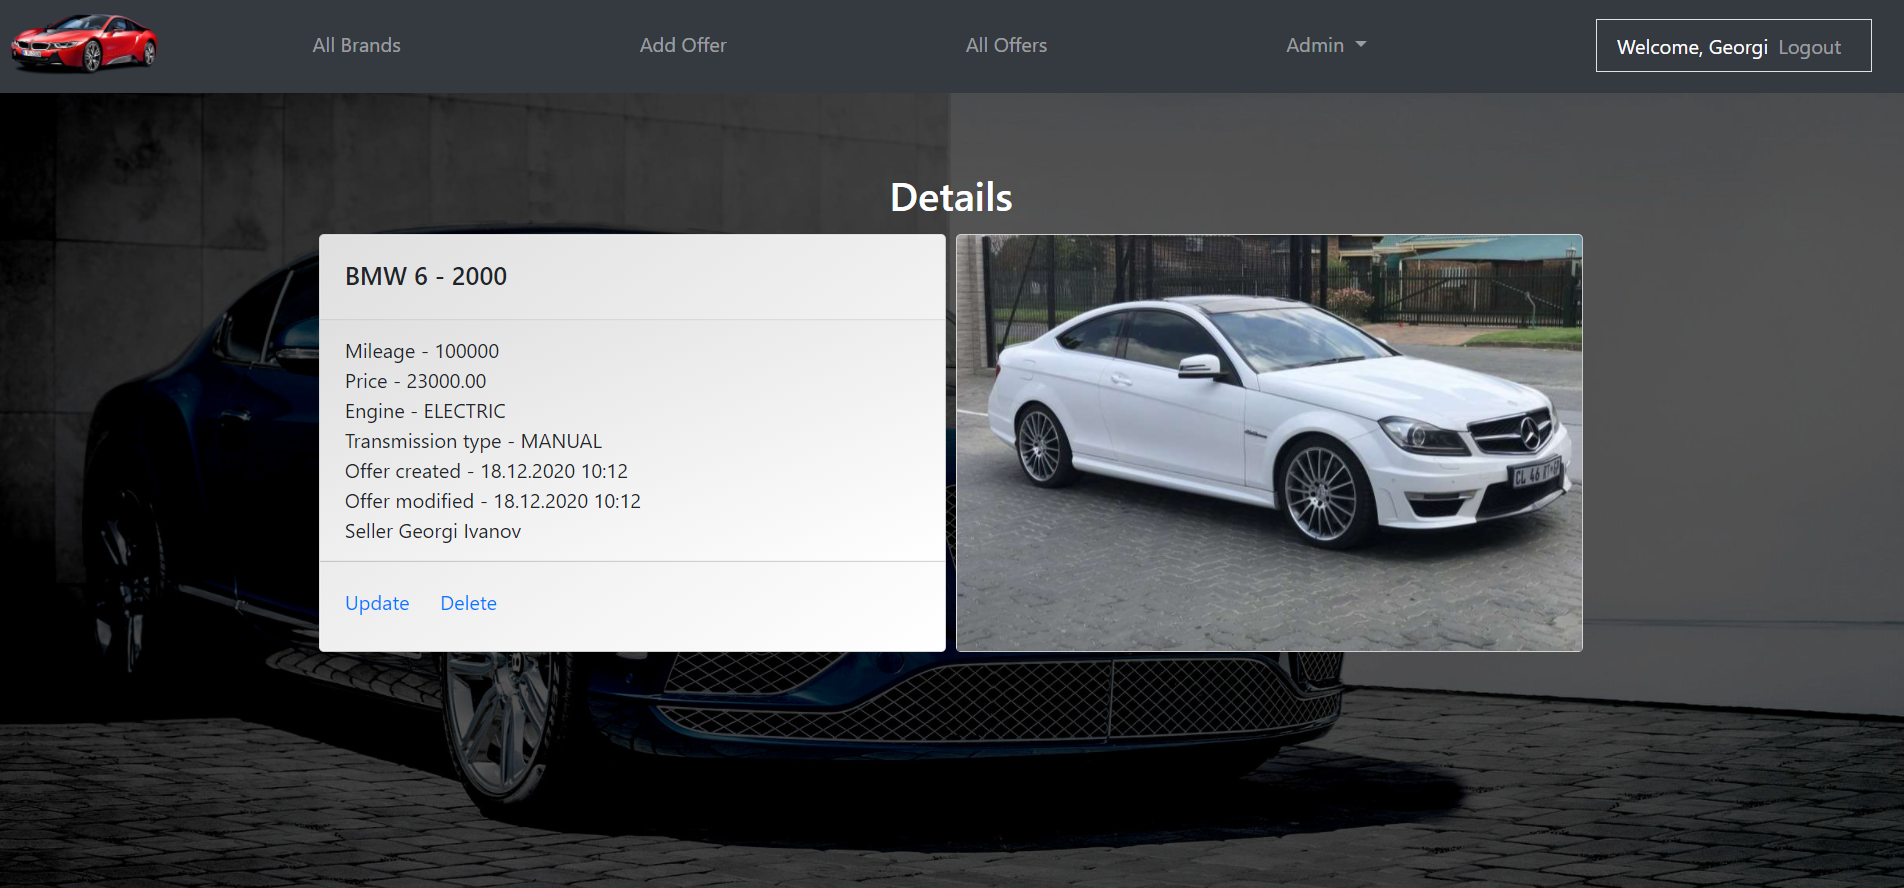 All Brands
Add Offer
All Offers
Admin
Welcome, Georgi Logout
Details
BMW 6 - 2000
Mileage - 100000
Price - 23000.00
Engine - ELECTRIC
Transmission type - MANUAL
Offer created - 18.12.2020 10:12
Offer modified - 18.12.2020 10:12
Seller Georgi Ivanov
Update Delete
CL 46